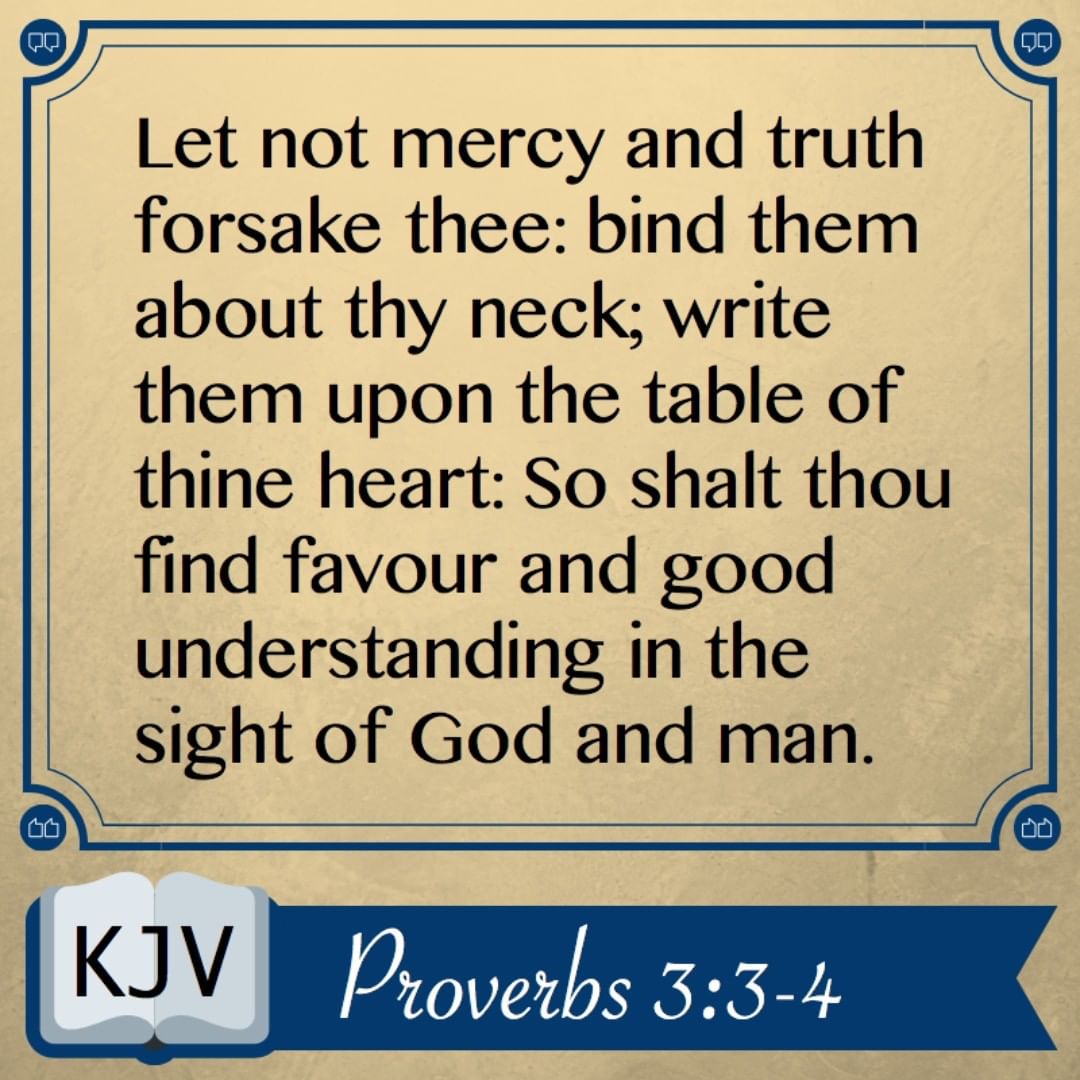 Let not mercy and truth
forsake thee: bind them
about thy neck; write
them upon the table of
thine heart: So shalt thou
find favour and good
understanding in the
sight of God and man.
KJV
Proverbs 3:3-4